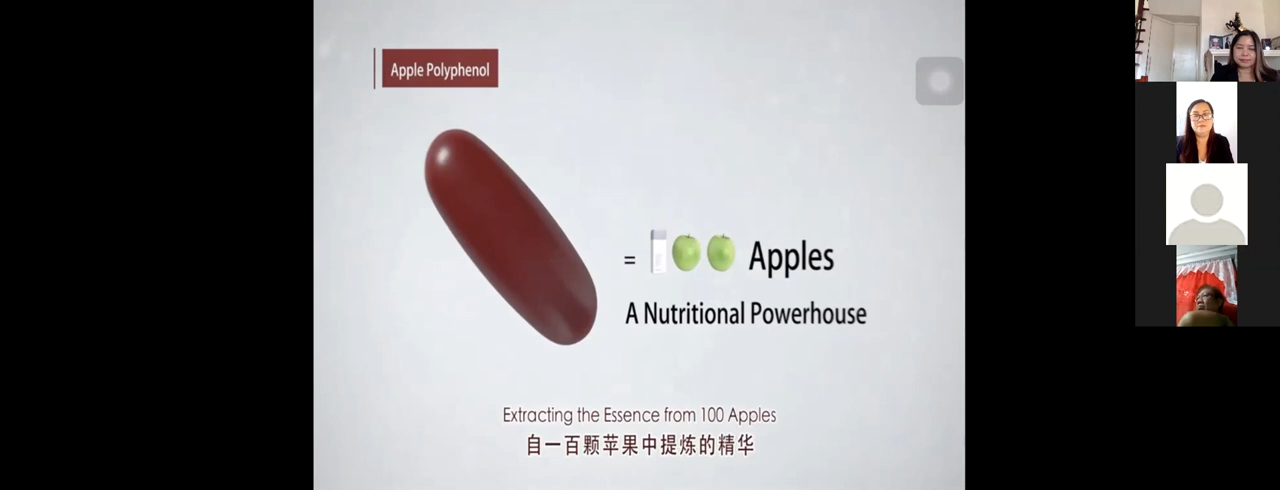 Apple Polyphenol
= 100 Apples
A Nutritional Powerhouse
Extracting the Essence from 100 Apples
自一百颗苹果中提炼的精华